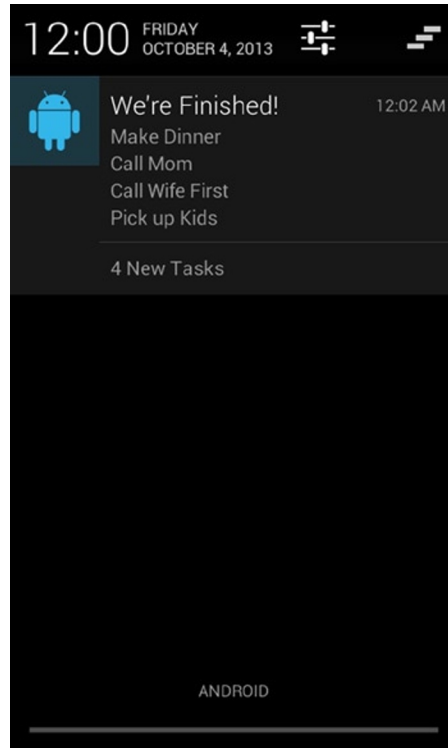 12:00 FRIDAY
OCTOBER 4, 2013
We're Finished! 12:02 AM
Make Dinner
Call Mom
Call Wife First
Pick up Kids
4 New Tasks
ANDROID